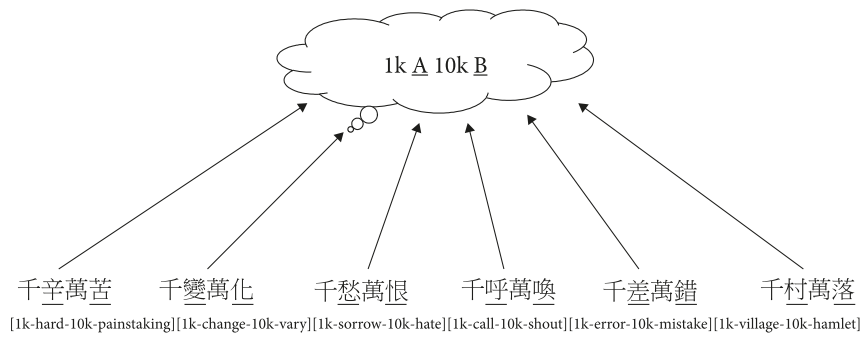 1k A 10k B
千辛萬苦 千變萬化 千愁萬恨 千呼萬喚 千差萬錯 千村萬落
[1k-hard-10k-painstaking][1k-change-10k-vary][1k-sorrow-10k-hate][1k-call-10k-shout][1k-error-10k-mistake][1k-village-10k-hamlet]